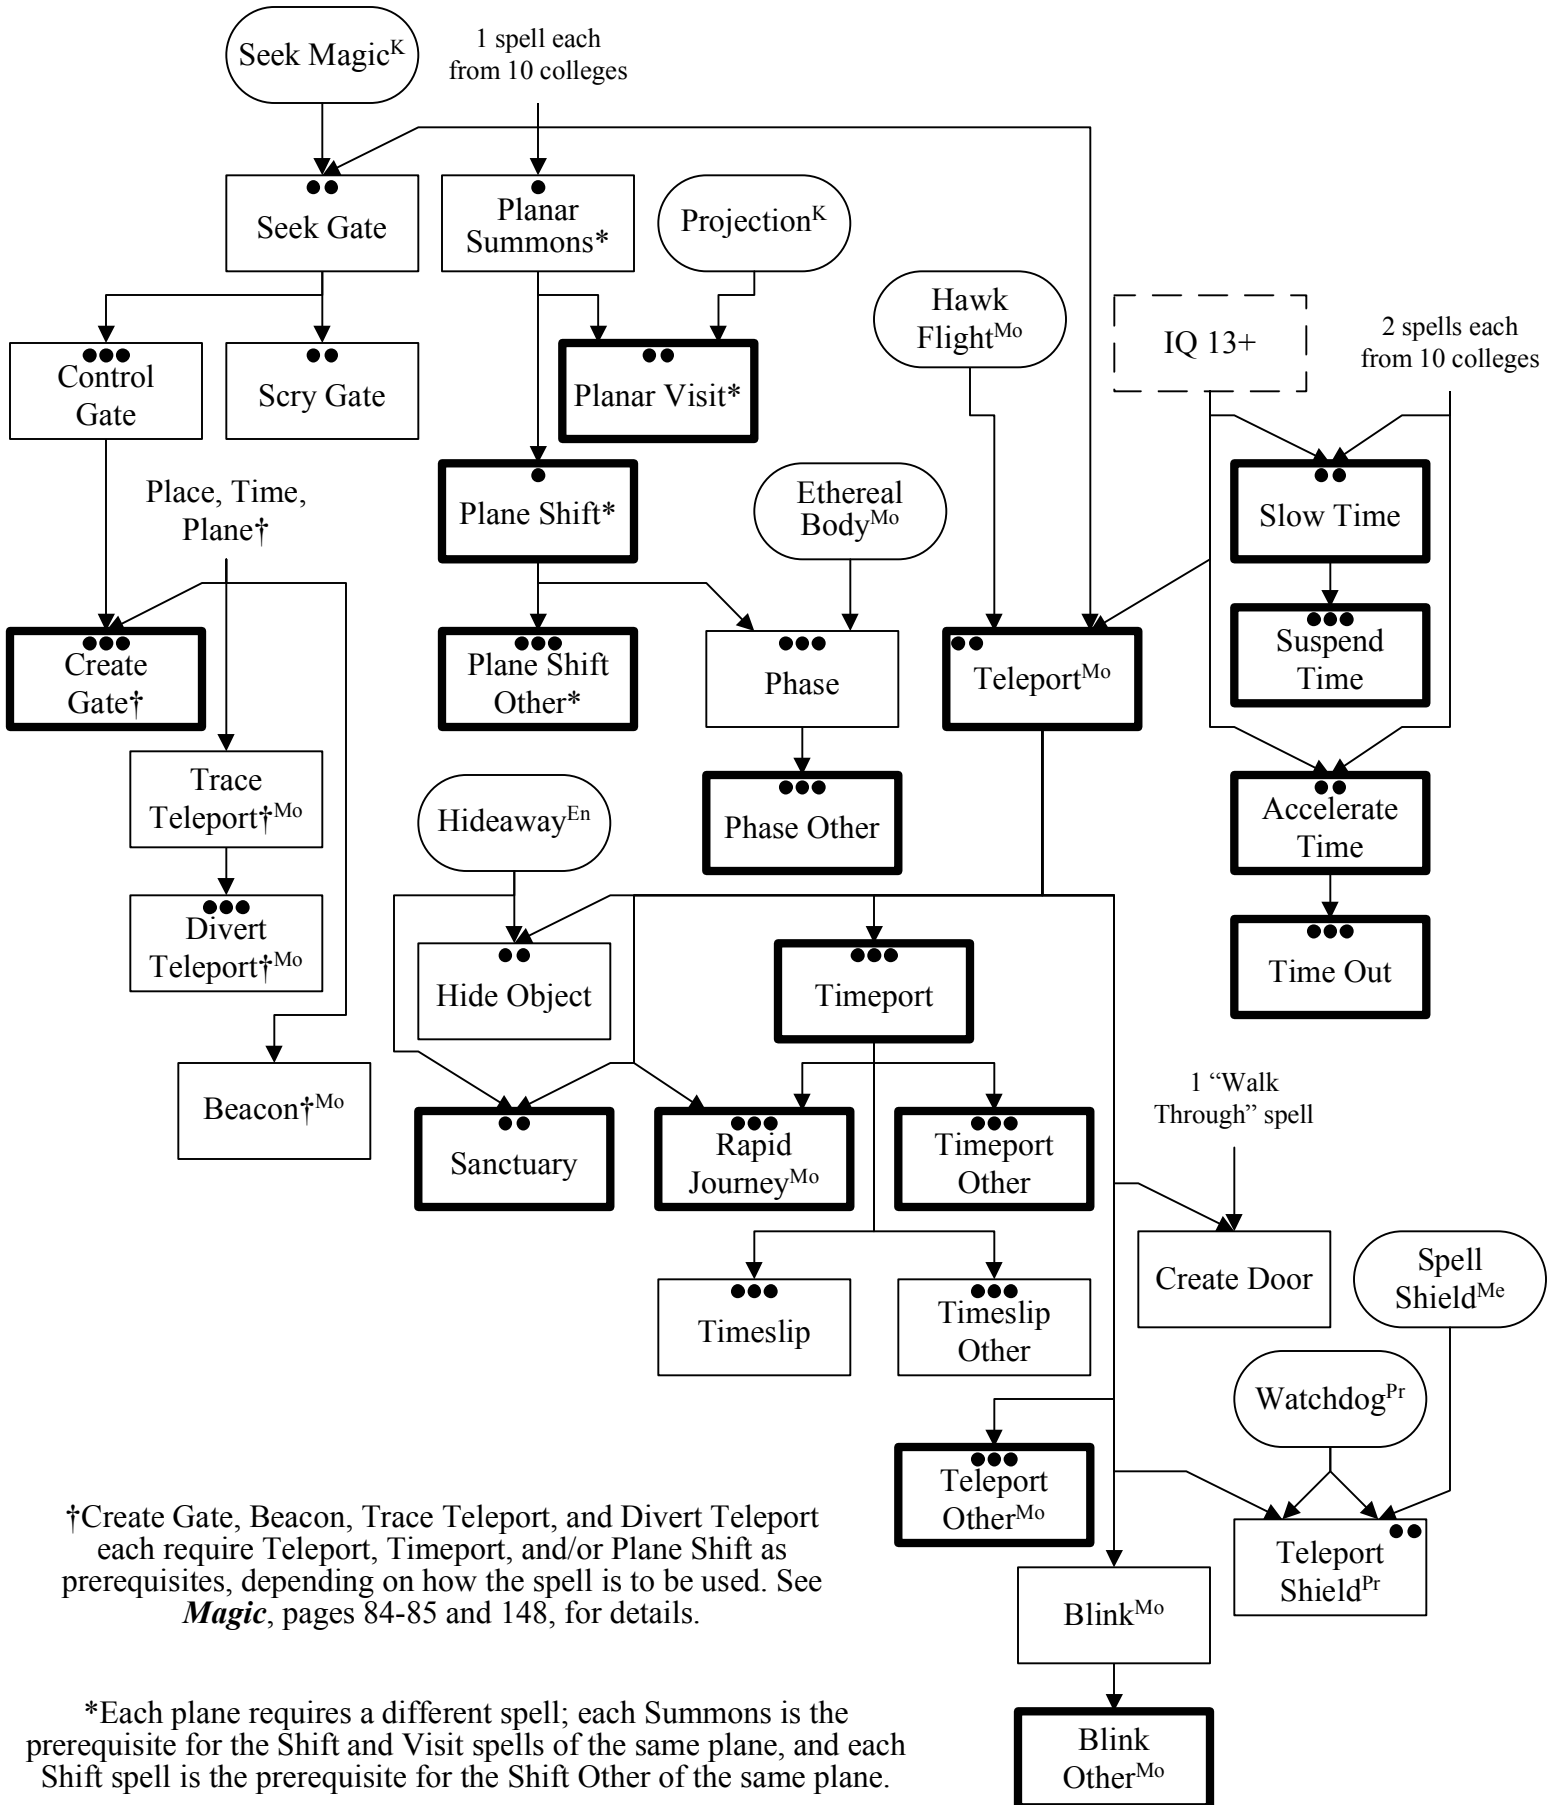 Seek Magic^K
1 spell each
from 10 colleges
Seek Gate
Planar
Summons*
Projection^K
Hawk
Flight^Mo
IQ 13+
2 spells each
from 10 colleges
Control
Gate
Scry Gate
Planar Visit*
Place, Time,
Plane†
Plane Shift*
Ethereal
Body^Mo
Slow Time
Create
Gate†
Plane Shift
Other*
Phase
Teleport^Mo
Suspend
Time
Trace
Teleport†^Mo
Hideaway^En
Phase Other
Accelerate
Time
Divert
Teleport†^Mo
Hide Object
Timeport
Time Out
Beacon†^Mo
Sanctuary
Rapid
Journey^Mo
Timeport
Other
1 “Walk
Through” spell
Timeslip
Timeslip
Other
Create Door
Spell
Shield^Me
Watchdog^Pr
Teleport
Other^Mo
Teleport
Shield^Pr
Blink^Mo
Blink
Other^Mo
†Create Gate, Beacon, Trace Teleport, and Divert Teleport
each require Teleport, Timeport, and/or Plane Shift as
prerequisites, depending on how the spell is to be used. See
Magic, pages 84-85 and 148, for details.
*Each plane requires a different spell; each Summons is the
prerequisite for the Shift and Visit spells of the same plane, and each
Shift spell is the prerequisite for the Shift Other of the same plane.